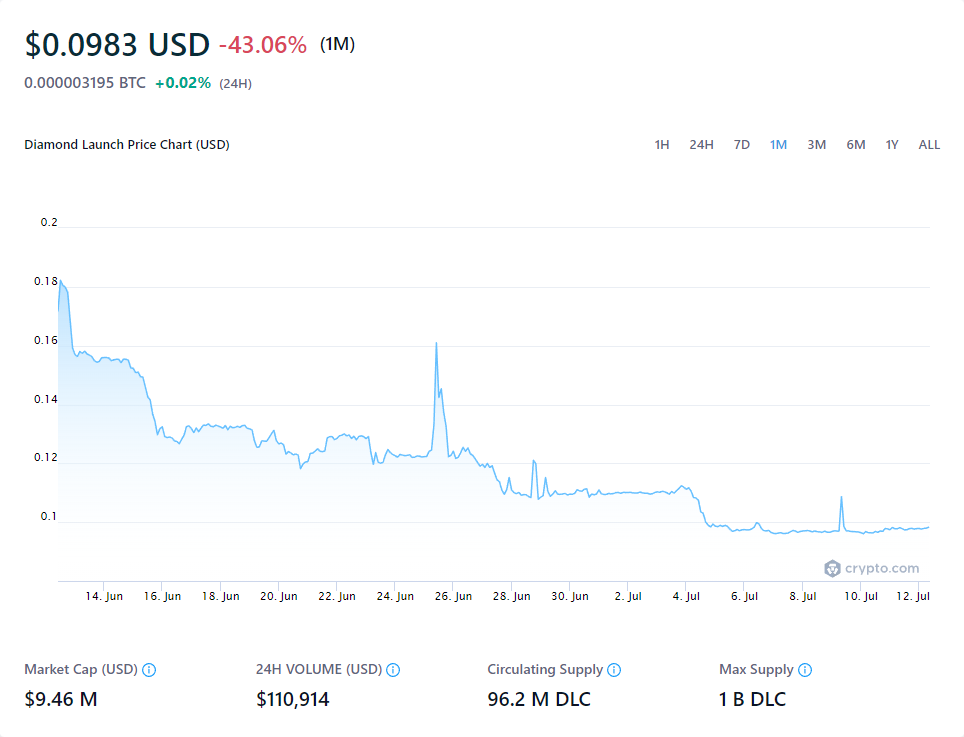 $0.0983 USD -43.06% (1M)
0.000003195 BTC +0.02% (24H)
Diamond Launch Price Chart (USD) 1H 24H 7D 1M 3M 6M 1Y ALL
0.2
0.18
0.16
0.14
0.12
0.1
crypto.com
14. Jun 16. Jun 18. Jun 20. Jun 22. Jun 24. Jun 26. Jun 28. Jun 30. Jun 2. Jul 4. Jul 6. Jul 8. Jul 10. Jul 12. Jul
Market Cap (USD) 24H VOLUME (USD) Circulating Supply Max Supply
$9.46 M $110,914 96.2 M DLC 1 B DLC